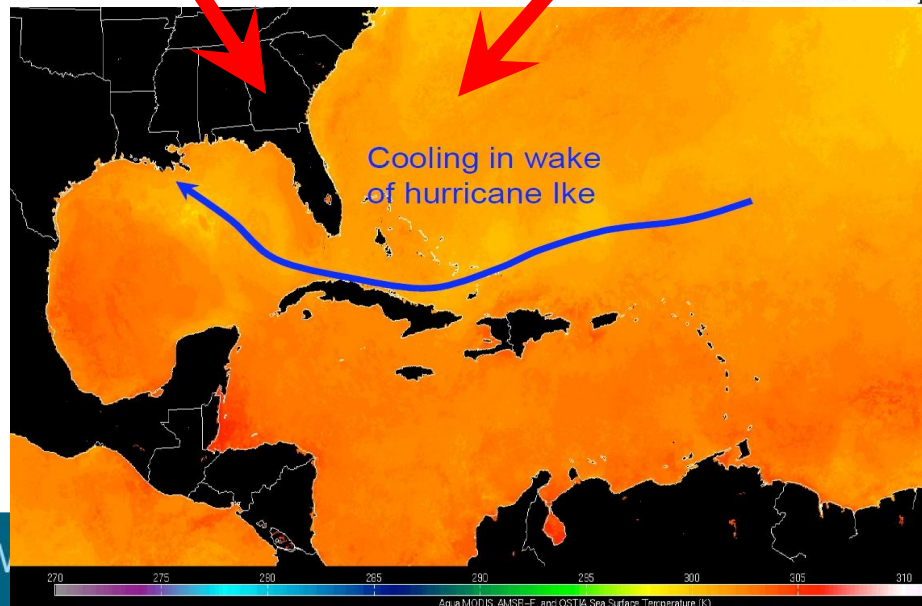 Cooling in wake
of hurricane Ike
270 275 280 285 290 295 300 305 310
Aqua MODIS, AMSR-E, and OSTIA Sea Surface Temperature (K)